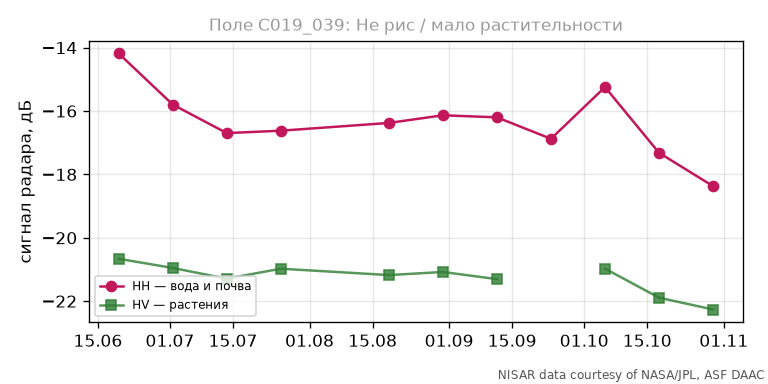 Поле C019_039: Не рис / мало растительности
сигнал радара, дБ
−14
−16
−18
−20
−22
HH — вода и почва
HV — растения
15.06 01.07 15.07 01.08 15.08 01.09 15.09 01.10 15.10 01.11
NISAR data courtesy of NASA/JPL, ASF DAAC